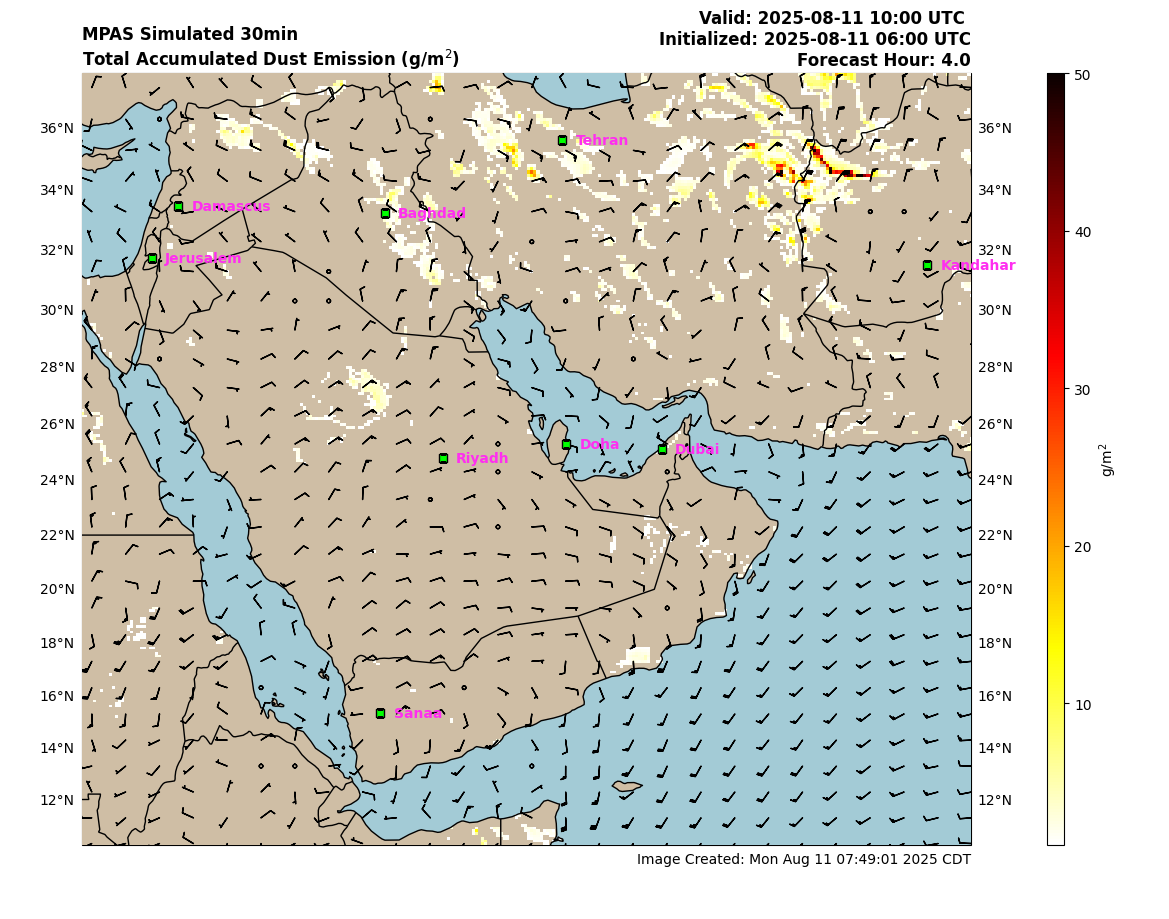 MPAS Simulated 30min
Total Accumulated Dust Emission (g/m²)
Valid: 2025-08-11 10:00 UTC
Initialized: 2025-08-11 06:00 UTC
Forecast Hour: 4.0
36°N
34°N
32°N
30°N
28°N
26°N
24°N
22°N
20°N
18°N
16°N
14°N
12°N
Tehran
Damascus
Baghdad
Jerusalem
Kandahar
Doha
Dubai
Riyadh
Sanaa
36°N
34°N
32°N
30°N
28°N
26°N
24°N
22°N
20°N
18°N
16°N
14°N
12°N
50
40
30
20
10
g/m²
Image Created: Mon Aug 11 07:49:01 2025 CDT